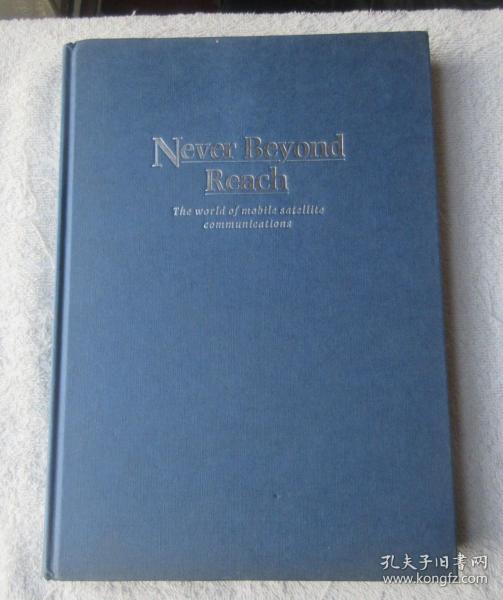 Never Beyond
Reach
The world of mobile satellite
communications
孔夫子旧书网
www.kongfz.com